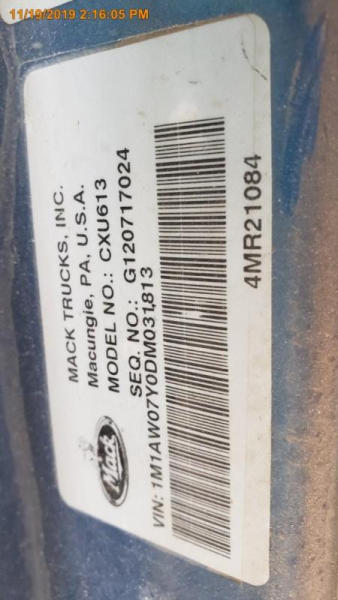 11/19/2019 2:16:05 PM
MACK TRUCKS, INC.
Macungie, PA, U.S.A.
MODEL NO.: CXU613
SEQ. NO.: G120717024
Mack
VIN: 1M1AW07Y0DM031813
4MR21084